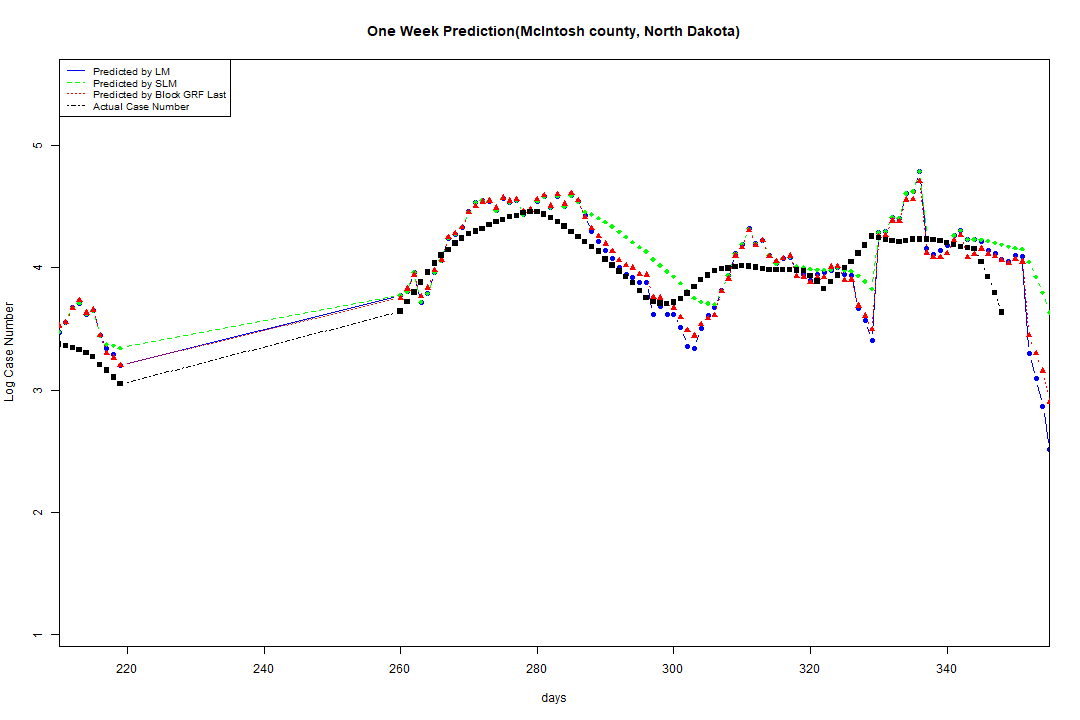 One Week Prediction(McIntosh county, North Dakota)
Predicted by LM
Predicted by SLM
Predicted by Block GRF Last
Actual Case Number
5
4
3
2
1
Log Case Number
220 240 260 280 300 320 340
days